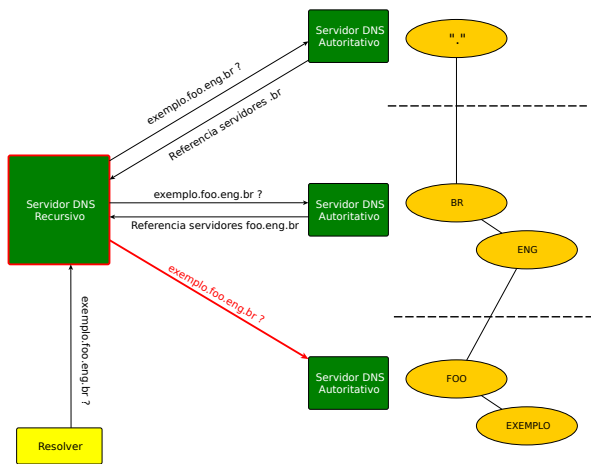 Servidor DNS
Autoritativo
"."
exemplo.foo.eng.br ?
Referencia servidores .br
Servidor DNS
Recursivo
exemplo.foo.eng.br ?
Referencia servidores foo.eng.br
Servidor DNS
Autoritativo
BR
ENG
exemplo.foo.eng.br ?
exemplo.foo.eng.br ?
Servidor DNS
Autoritativo
FOO
EXEMPLO
Resolver